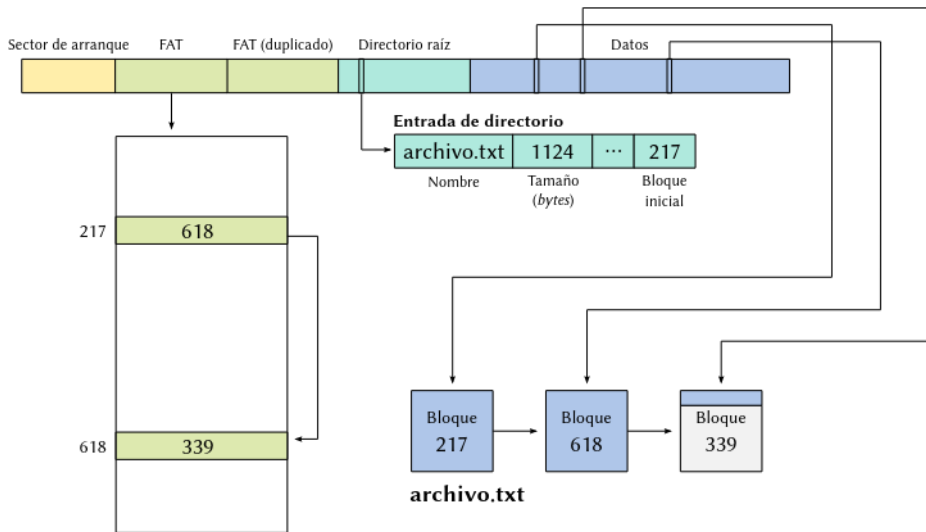 Sector de arranque
FAT
FAT (duplicado)
Directorio raíz
Datos
Entrada de directorio
archivo.txt
1124
...
217
Nombre
Tamaño
(bytes)
Bloque
inicial
217
618
618
339
Bloque
217
Bloque
618
Bloque
339
archivo.txt